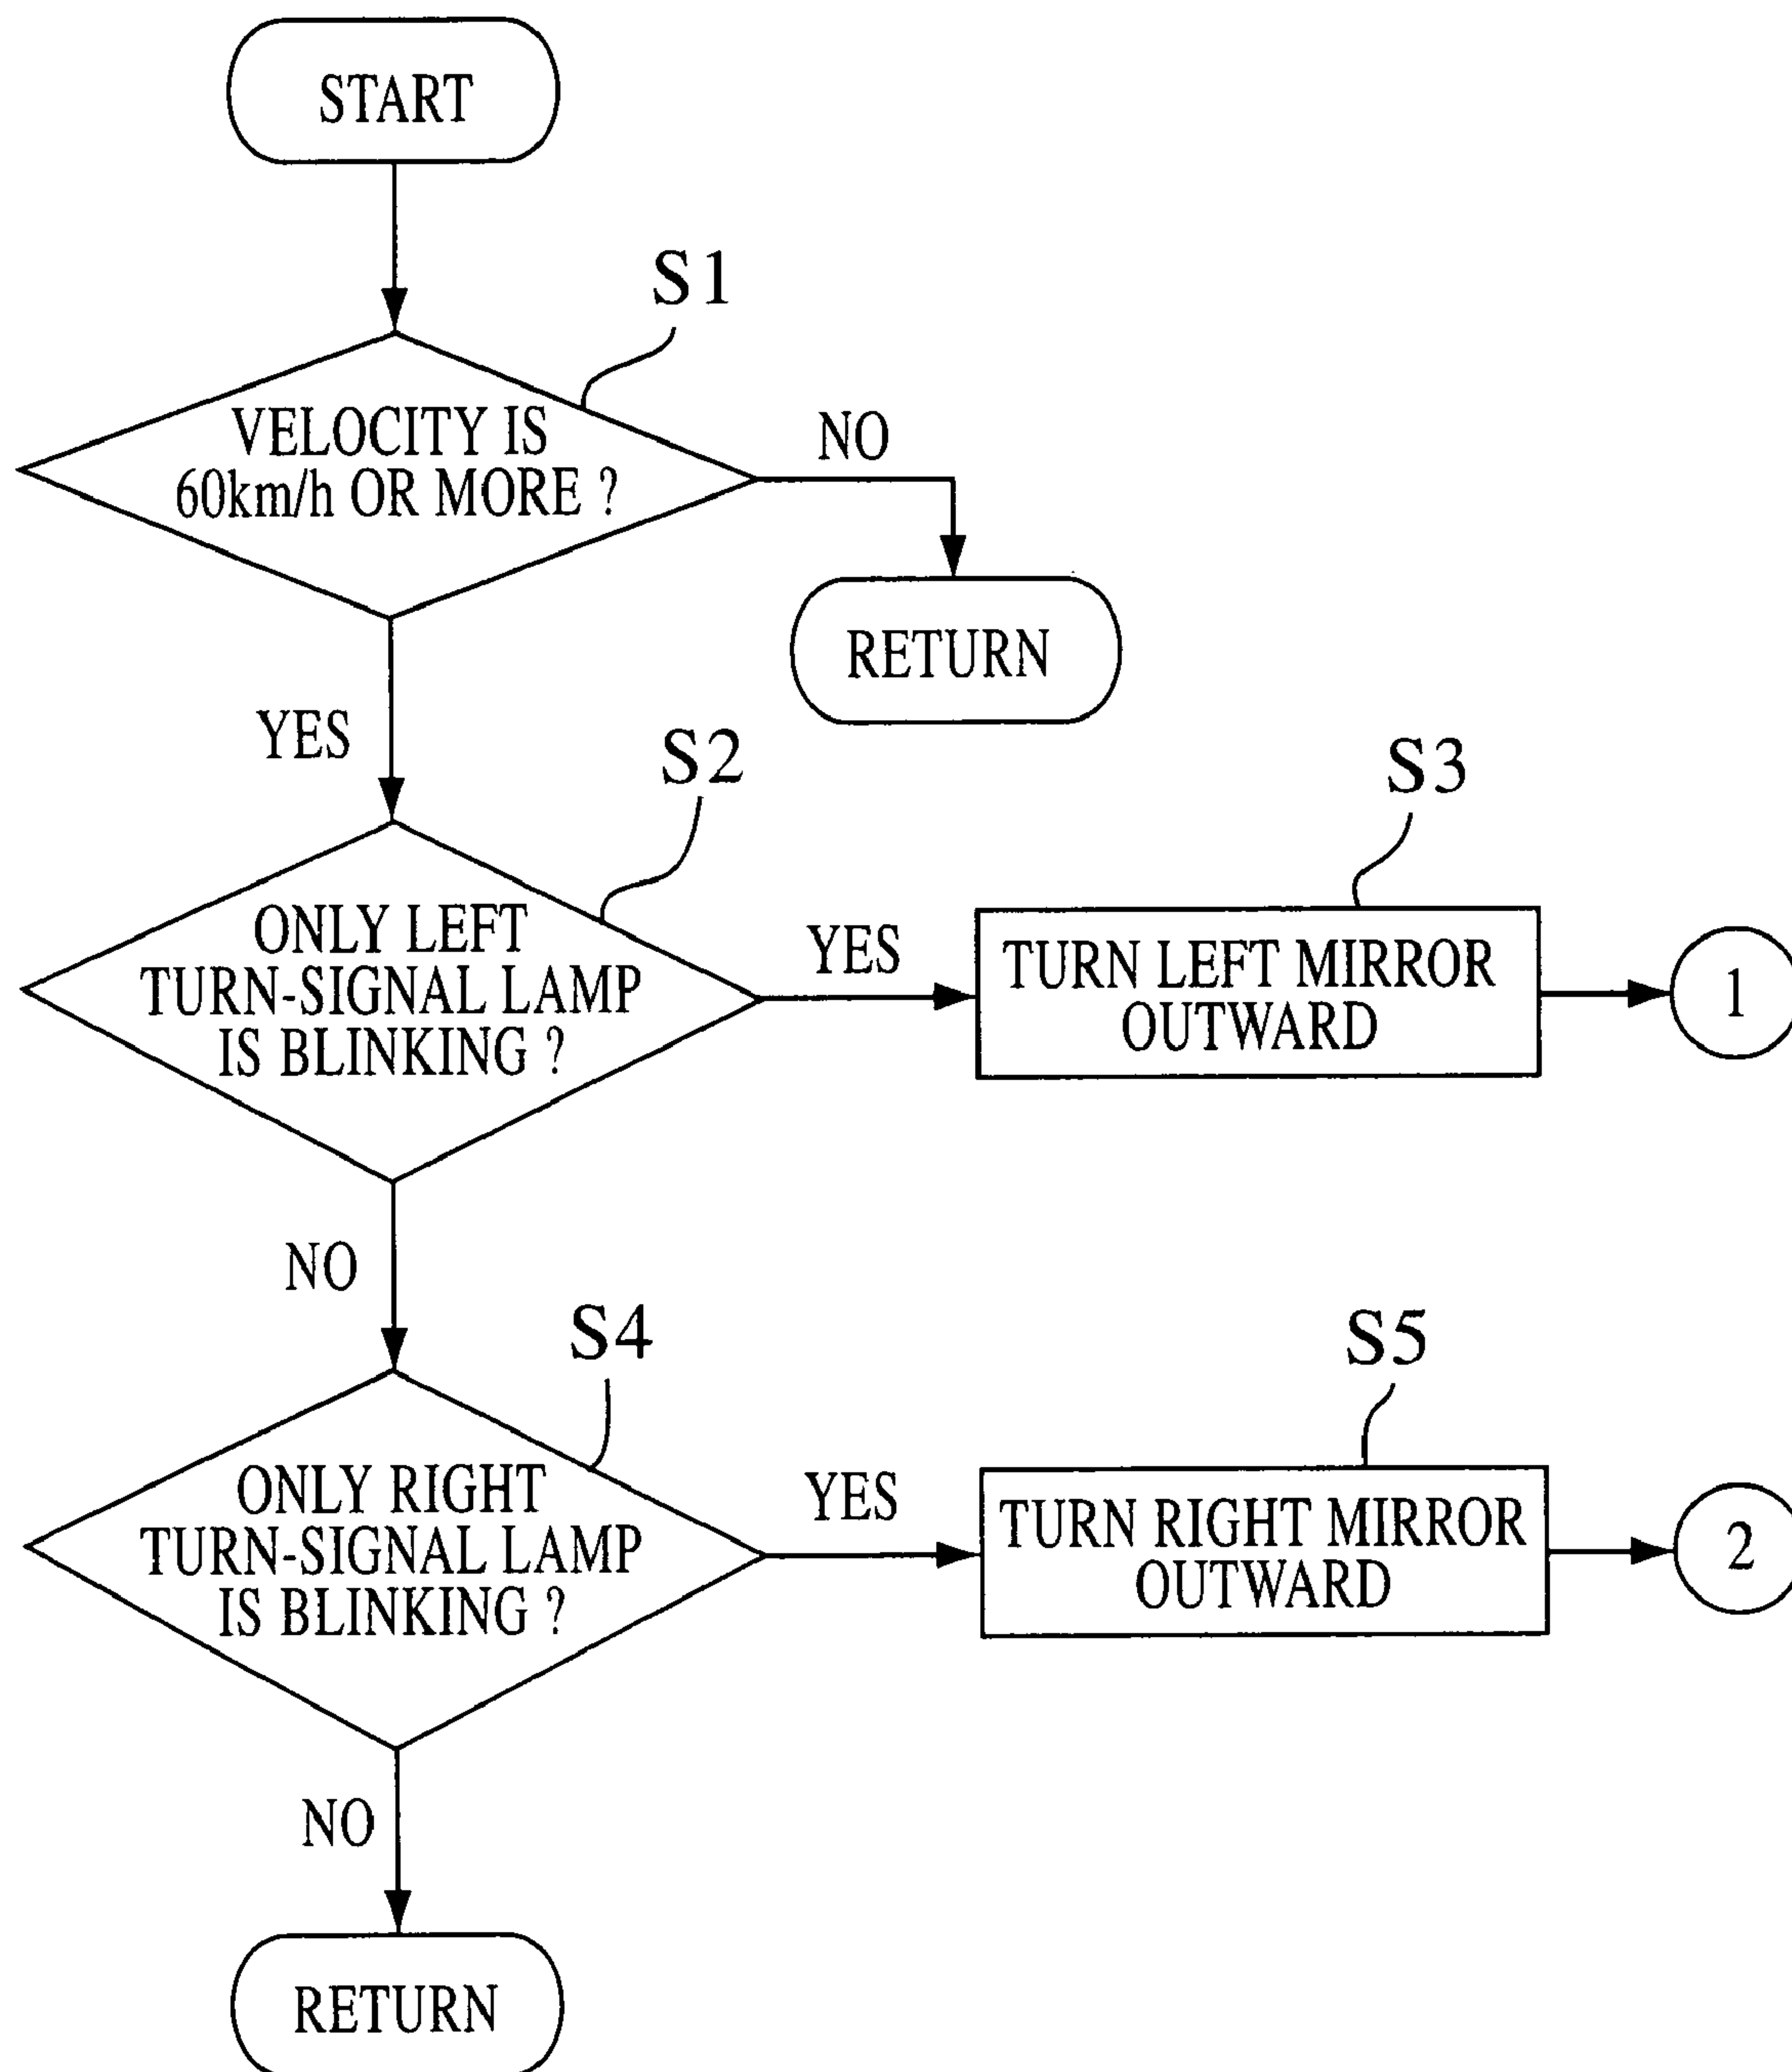 START
S1
VELOCITY IS
60km/h OR MORE ?
NO
RETURN
YES
S2
S3
ONLY LEFT
TURN-SIGNAL LAMP
IS BLINKING ?
YES
TURN LEFT MIRROR
OUTWARD
1
NO
S4
S5
ONLY RIGHT
TURN-SIGNAL LAMP
IS BLINKING ?
YES
TURN RIGHT MIRROR
OUTWARD
2
NO
RETURN